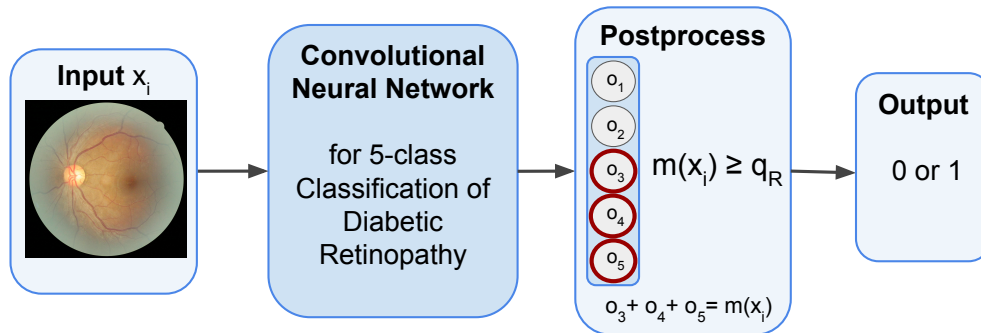 Input xᵢ
Convolutional
Neural Network
for 5-class
Classification of
Diabetic
Retinopathy
Postprocess
o₁
o₂
o₃
o₄
o₅
m(xᵢ) ≥ q_R
o₃+ o₄+ o₅= m(xᵢ)
Output
0 or 1